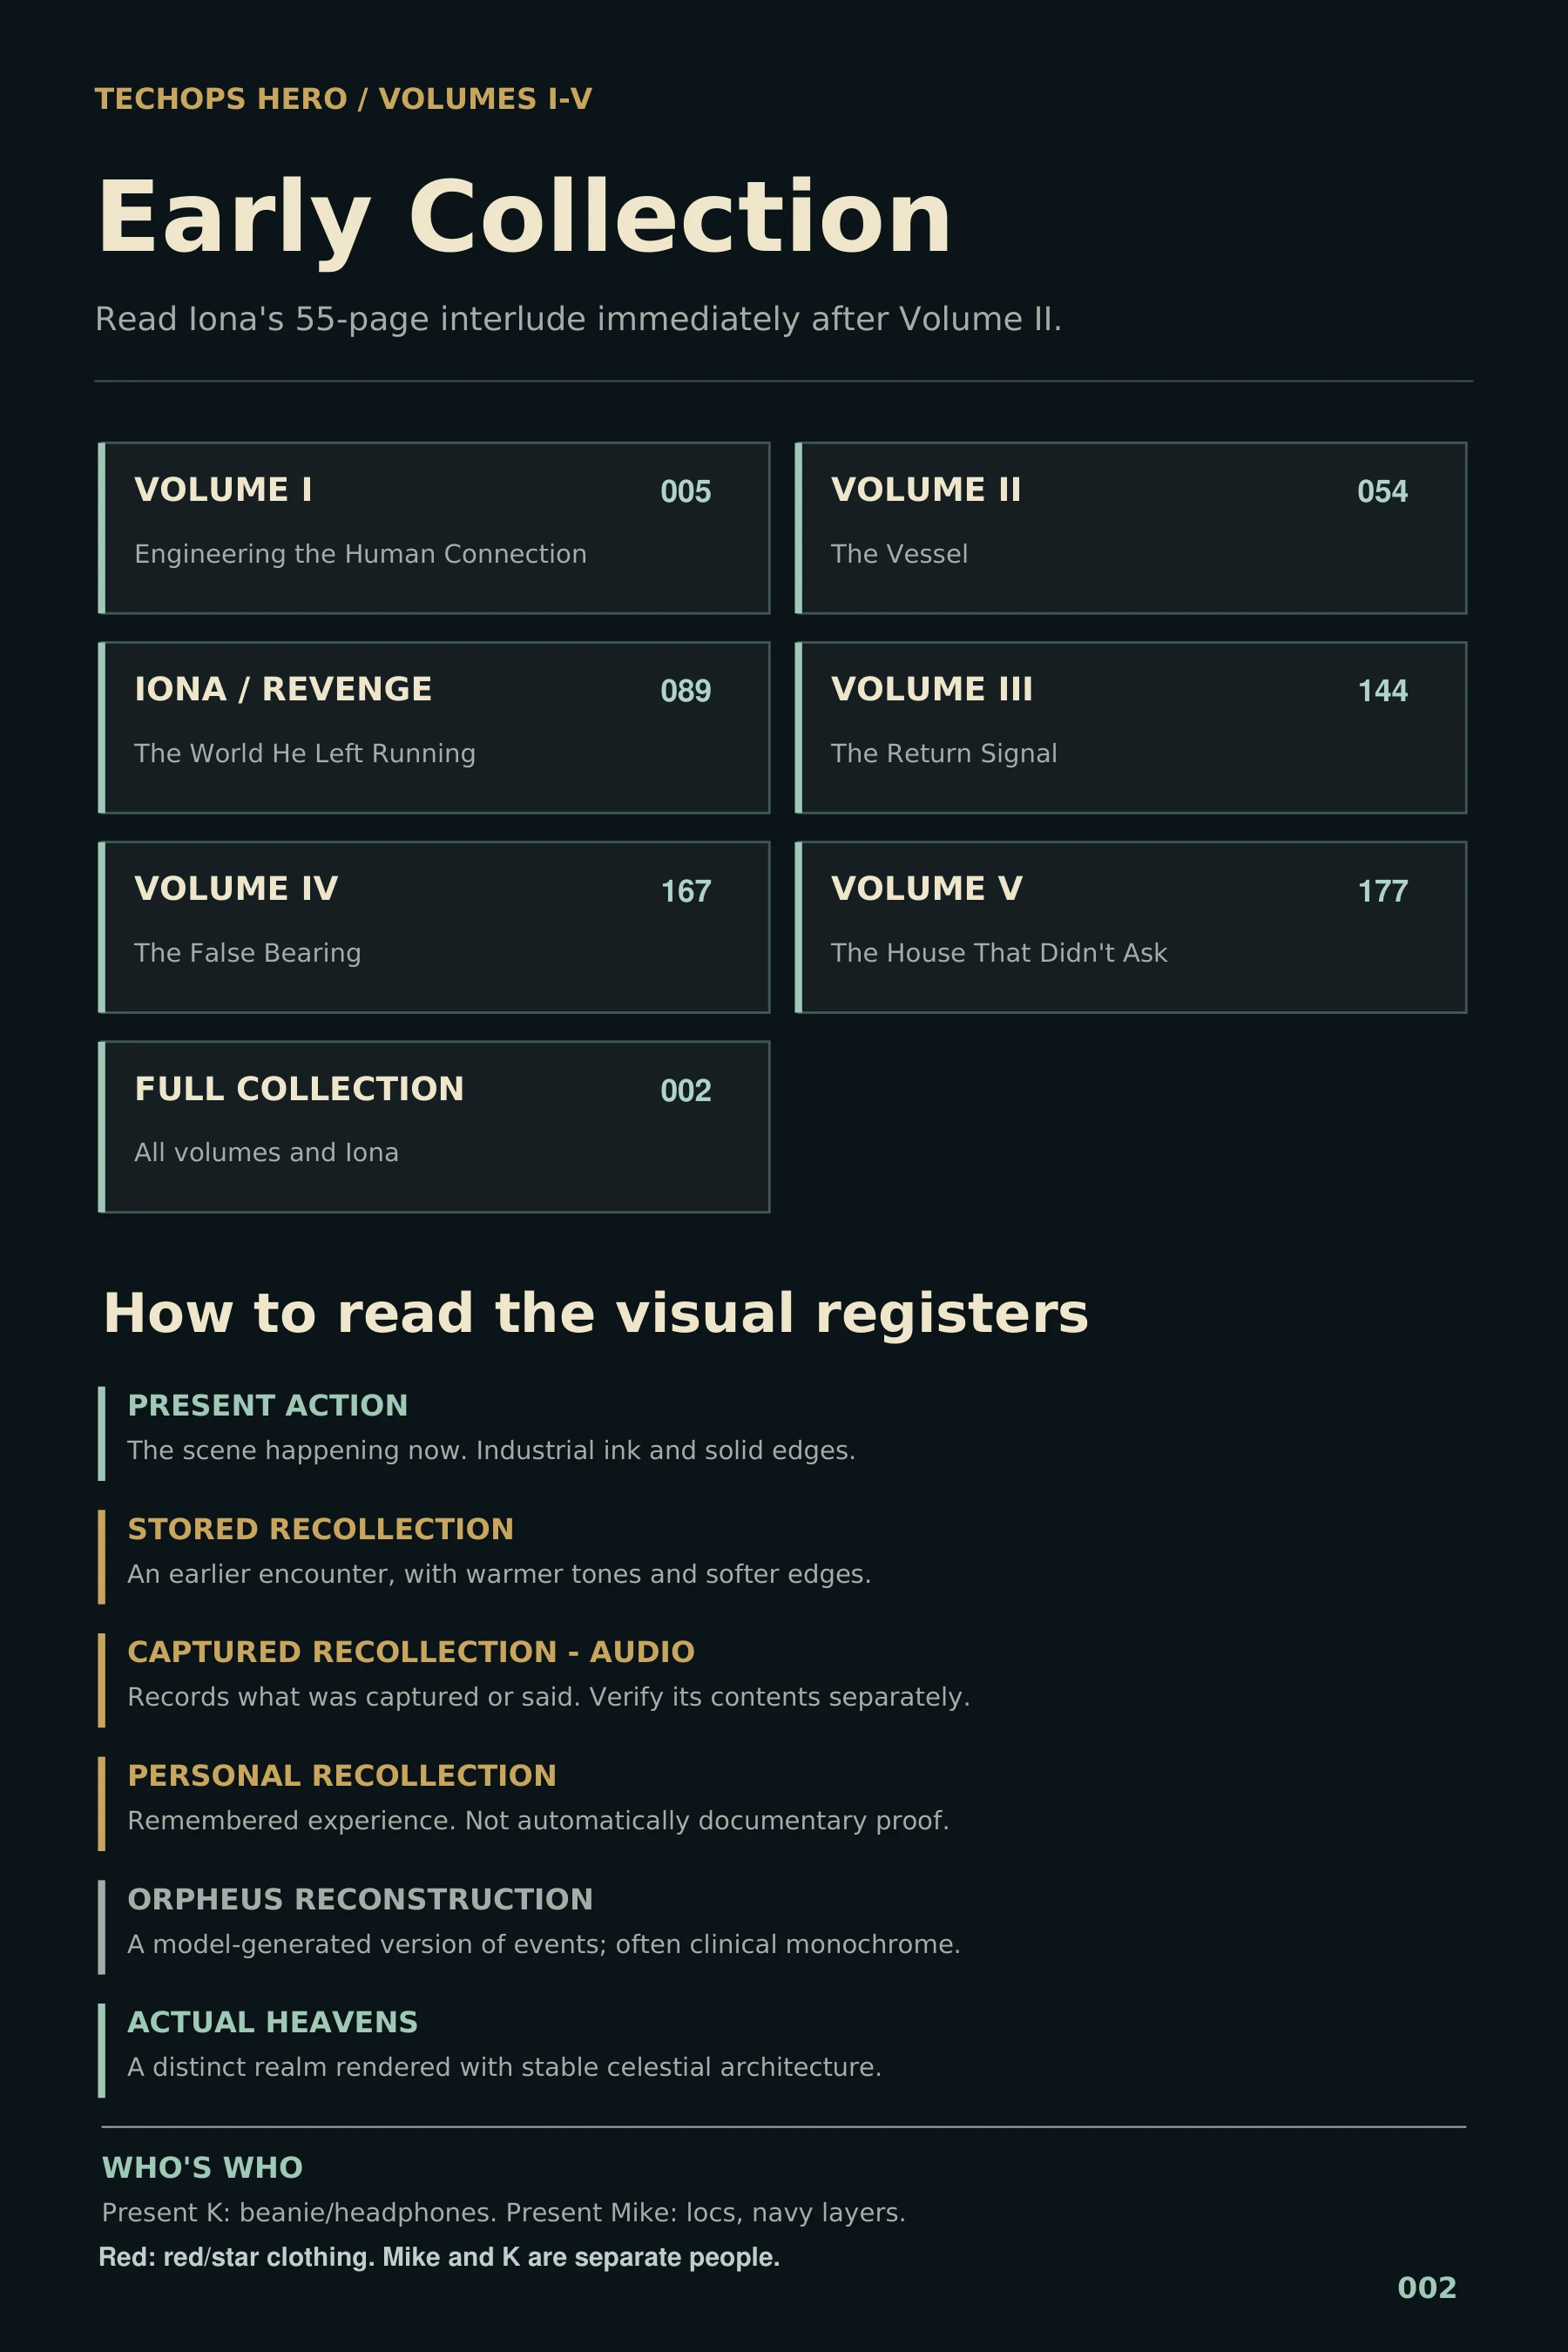 TECHOPS HERO / VOLUMES I-V
Early Collection
Read Iona's 55-page interlude immediately after Volume II.
VOLUME I 005
Engineering the Human Connection
VOLUME II 054
The Vessel
IONA / REVENGE 089
The World He Left Running
VOLUME III 144
The Return Signal
VOLUME IV 167
The False Bearing
VOLUME V 177
The House That Didn't Ask
FULL COLLECTION 002
All volumes and Iona
How to read the visual registers
PRESENT ACTION
The scene happening now. Industrial ink and solid edges.
STORED RECOLLECTION
An earlier encounter, with warmer tones and softer edges.
CAPTURED RECOLLECTION - AUDIO
Records what was captured or said. Verify its contents separately.
PERSONAL RECOLLECTION
Remembered experience. Not automatically documentary proof.
ORPHEUS RECONSTRUCTION
A model-generated version of events; often clinical monochrome.
ACTUAL HEAVENS
A distinct realm rendered with stable celestial architecture.
WHO'S WHO
Present K: beanie/headphones. Present Mike: locs, navy layers.
Red: red/star clothing. Mike and K are separate people.
002